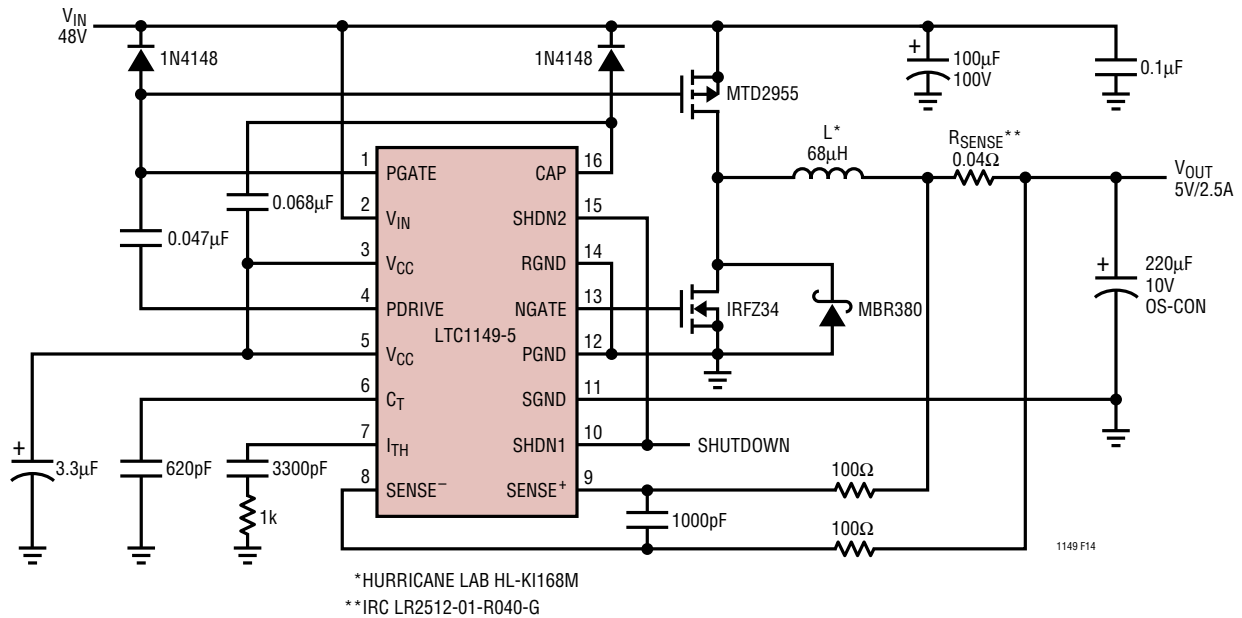 VIN
48V
1N4148
1N4148
MTD2955
+
100µF
100V
0.1µF
L*
68µH
RSENSE**
0.04Ω
VOUT
5V/2.5A
1
PGATE
CAP
16
0.068µF
2
VIN
SHDN2
15
0.047µF
3
VCC
RGND
14
4
PDRIVE
NGATE
13
IRFZ34
MBR380
+
220µF
10V
OS-CON
LTC1149-5
5
VCC
PGND
12
6
CT
SGND
11
7
ITH
SHDN1
10
SHUTDOWN
+
3.3µF
620pF
3300pF
8
SENSE−
SENSE+
9
100Ω
1k
1000pF
100Ω
1149 F14
*HURRICANE LAB HL-KI168M
**IRC LR2512-01-R040-G